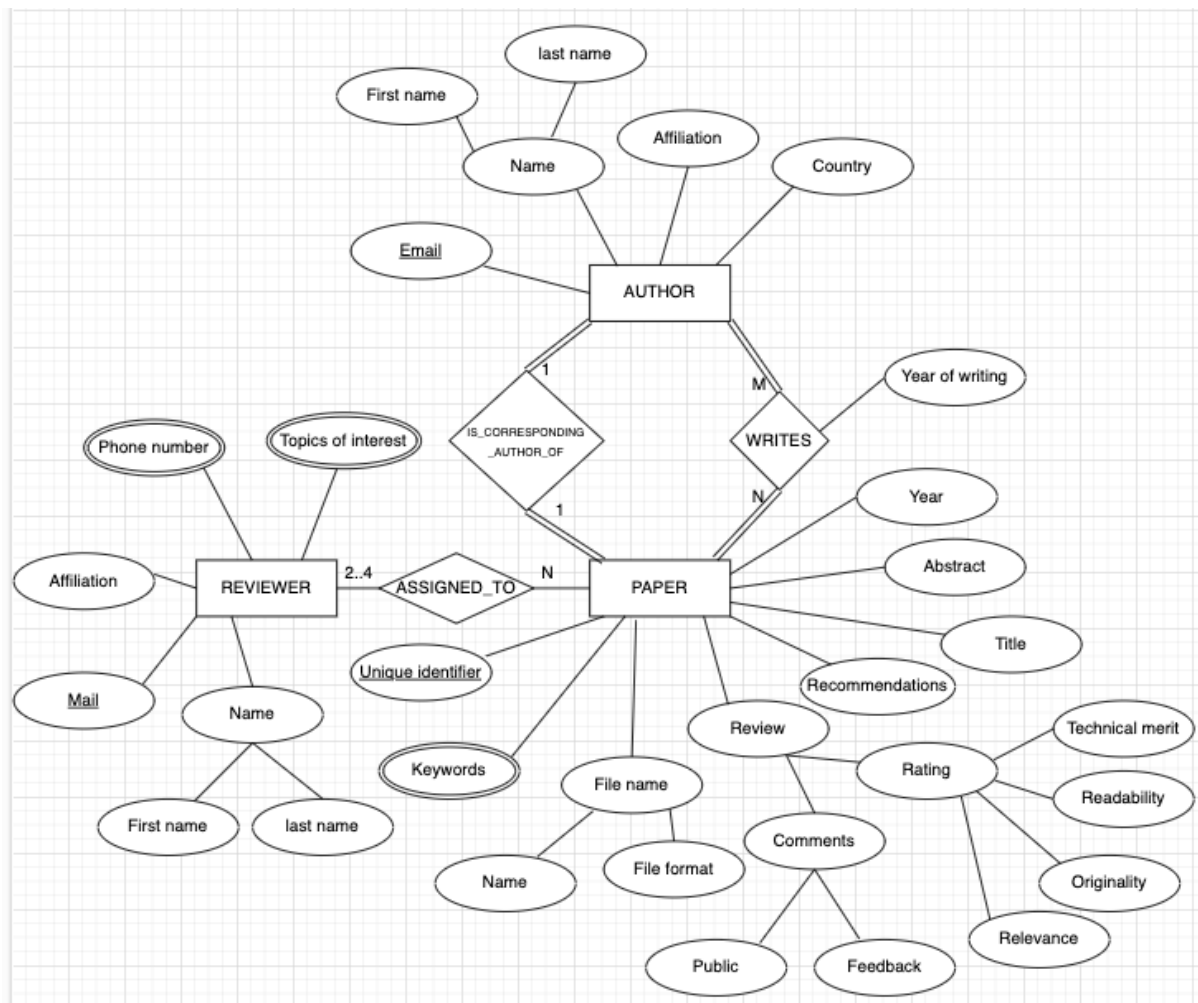 last name
First name
Affiliation
Name
Country
Email
AUTHOR
1
M
Year of writing
IS_CORRESPONDING
_AUTHOR_OF
WRITES
Phone number
Topics of interest
1
N
Year
Abstract
Affiliation
REVIEWER
2..4
ASSIGNED_TO
N
PAPER
Title
Unique identifier
Recommendations
Mail
Name
Review
Technical merit
Keywords
File name
Rating
Readability
First name
last name
Comments
Name
File format
Originality
Relevance
Public
Feedback